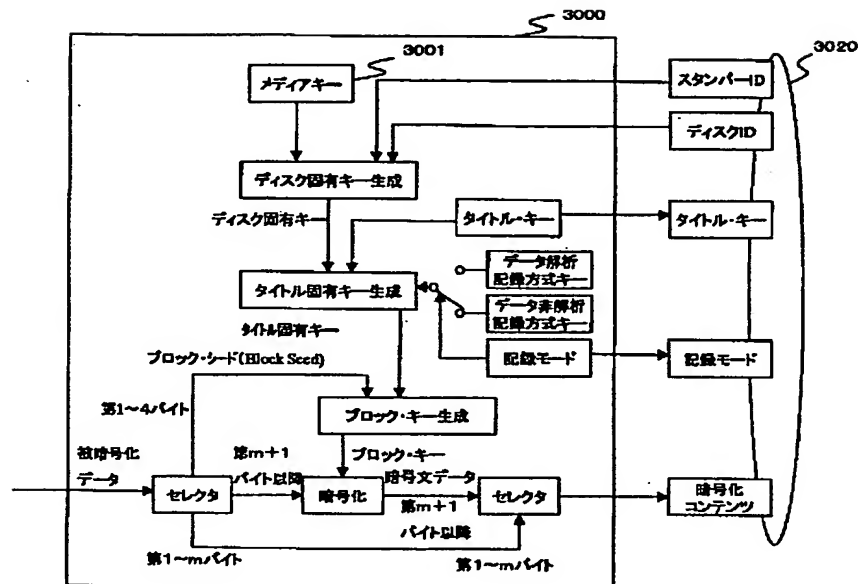 3000
3001
3020
メディアキー
スタンパーID
ディスクID
ディスク固有キー生成
ディスク固有キー
タイトル・キー
タイトル・キー
データ解析
記録方式キー
タイトル固有キー生成
データ非解析
記録方式キー
タイトル固有キー
記録モード
記録モード
ブロック・シード(Block Seed)
第1~4バイト
ブロック・キー生成
被暗号化
データ
第m+1
バイト以降
ブロック・キー
暗号文データ
第m+1
バイト以降
セレクタ
暗号化
セレクタ
暗号化
コンテンツ
第1~mバイト
第1~mバイト